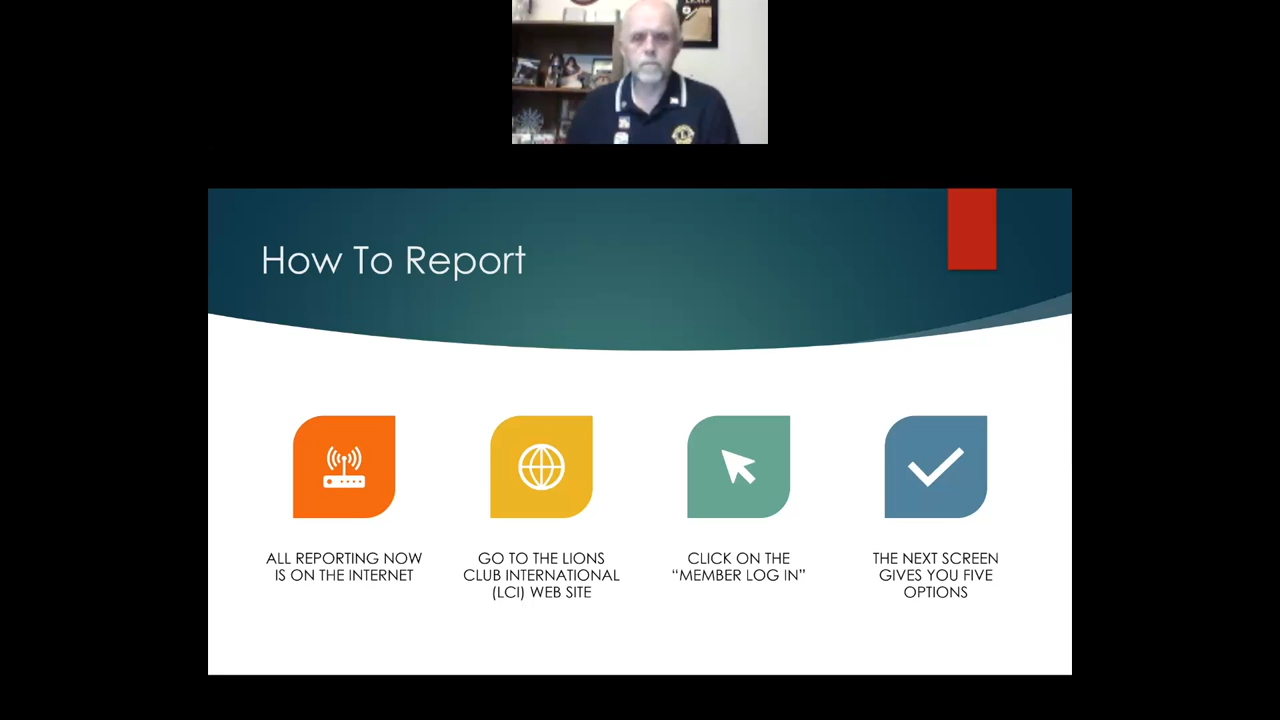 How To Report
ALL REPORTING NOW
IS ON THE INTERNET
GO TO THE LIONS
CLUB INTERNATIONAL
(LCI) WEB SITE
CLICK ON THE
“MEMBER LOG IN”
THE NEXT SCREEN
GIVES YOU FIVE
OPTIONS